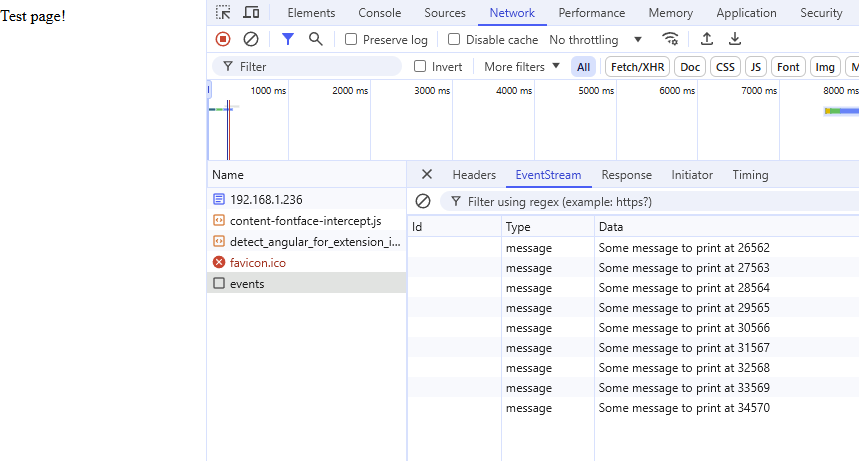 Test page!
Elements Console Sources Network Performance Memory Application Security
Preserve log Disable cache No throttling
Filter Invert More filters All Fetch/XHR Doc CSS JS Font Img M
1000 ms 2000 ms 3000 ms 4000 ms 5000 ms 6000 ms 7000 ms 8000 ms
Name
192.168.1.236
content-fontface-intercept.js
detect_angular_for_extension_i...
favicon.ico
events
Headers EventStream Response Initiator Timing
Filter using regex (example: https?)
Id Type Data
message Some message to print at 26562
message Some message to print at 27563
message Some message to print at 28564
message Some message to print at 29565
message Some message to print at 30566
message Some message to print at 31567
message Some message to print at 32568
message Some message to print at 33569
message Some message to print at 34570